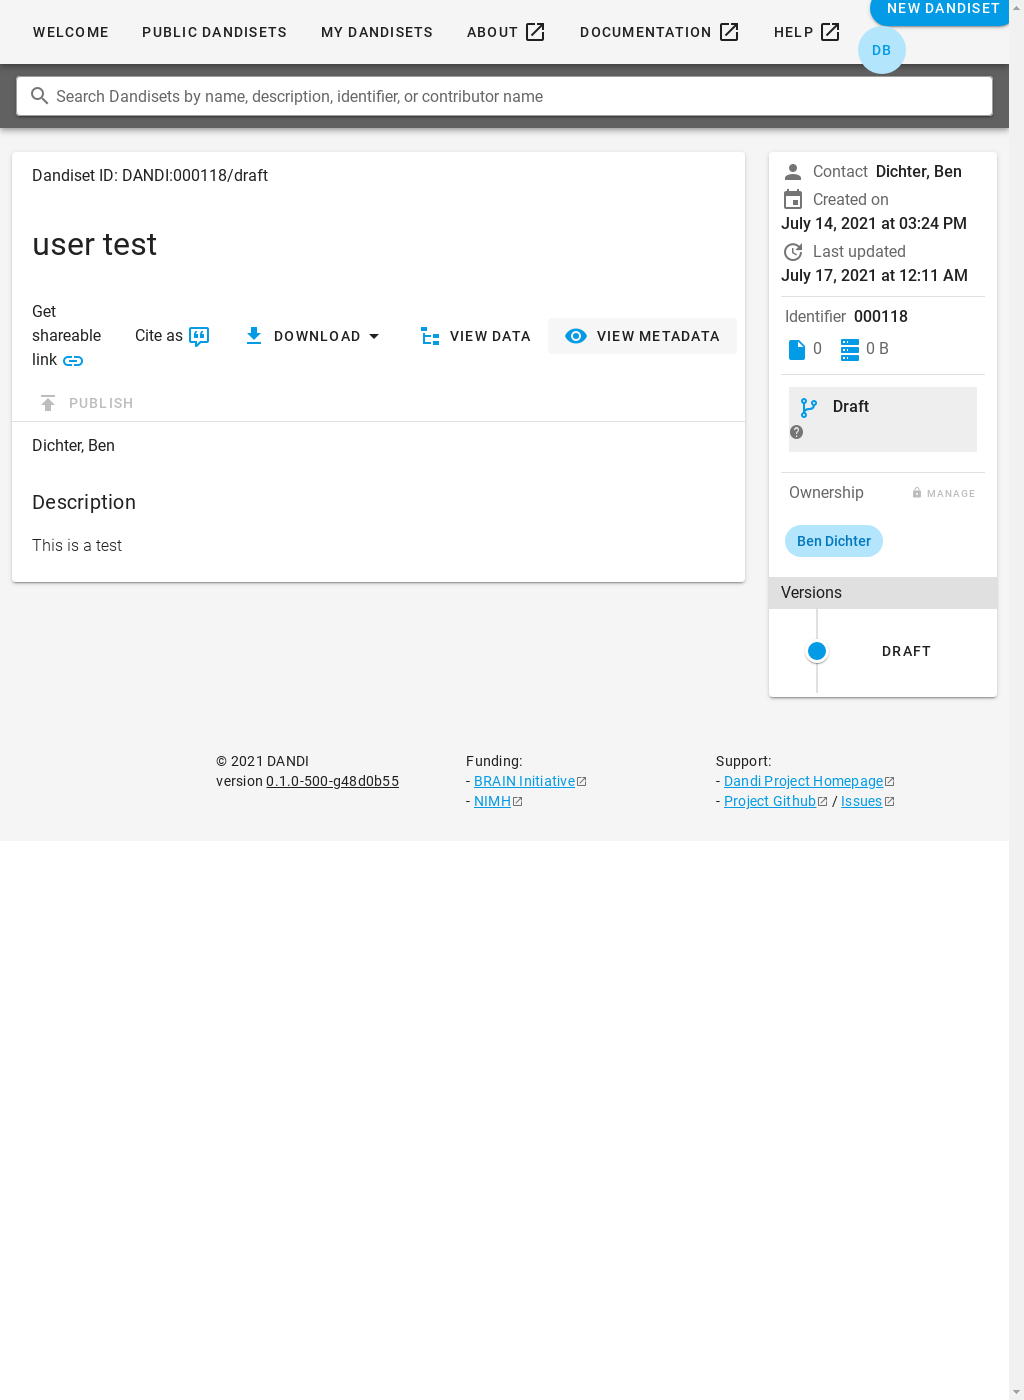 WELCOME PUBLIC DANDISETS MY DANDISETS ABOUT DOCUMENTATION HELP NEW DANDISET
DB
Search Dandisets by name, description, identifier, or contributor name
Dandiset ID: DANDI:000118/draft
user test
Get shareable link
Cite as
DOWNLOAD
VIEW DATA
VIEW METADATA
PUBLISH
Dichter, Ben
Description
This is a test
Contact Dichter, Ben
Created on
July 14, 2021 at 03:24 PM
Last updated
July 17, 2021 at 12:11 AM
Identifier 000118
0 0 B
Draft
Ownership MANAGE
Ben Dichter
Versions
DRAFT
© 2021 DANDI
version 0.1.0-500-g48d0b55
Funding:
- BRAIN Initiative
- NIMH
Support:
- Dandi Project Homepage
- Project Github / Issues